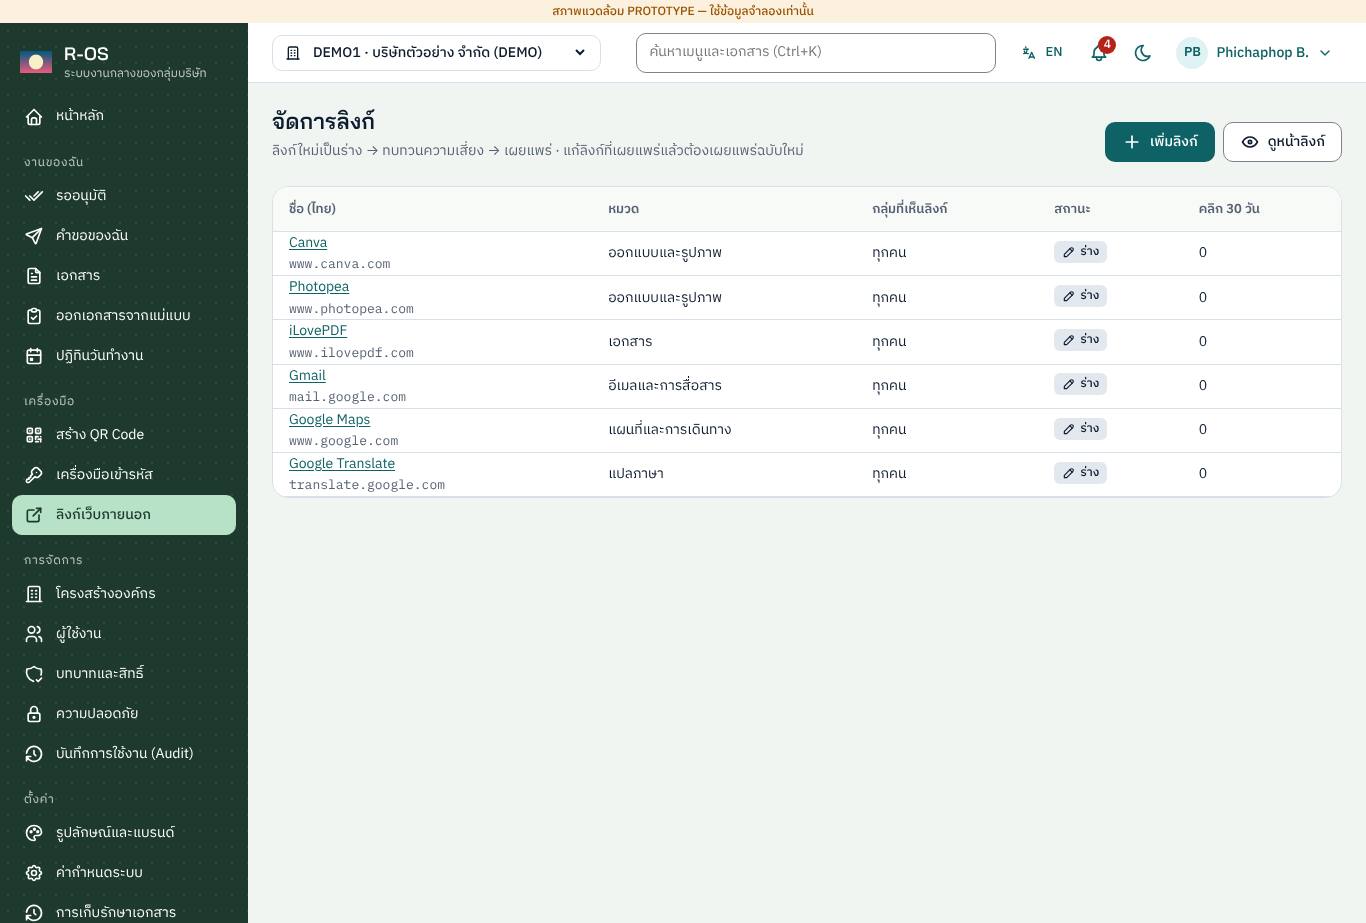 สภาพแวดล้อม PROTOTYPE — ใช้ข้อมูลจำลองเท่านั้น
R-OS
ระบบงานกลางของกลุ่มบริษัท
หน้าหลัก
งานของฉัน
รออนุมัติ
คำขอของฉัน
เอกสาร
ออกเอกสารจากแม่แบบ
ปฏิทินวันทำงาน
เครื่องมือ
สร้าง QR Code
เครื่องมือเข้ารหัส
ลิงก์เว็บภายนอก
การจัดการ
โครงสร้างองค์กร
ผู้ใช้งาน
บทบาทและสิทธิ์
ความปลอดภัย
บันทึกการใช้งาน (Audit)
ตั้งค่า
รูปลักษณ์และแบรนด์
ค่ากำหนดระบบ
การเก็บรักษาเอกสาร
DEMO1 · บริษัทตัวอย่าง จำกัด (DEMO)
ค้นหาเมนูและเอกสาร (Ctrl+K)
EN
4
PB Phichaphop B.
จัดการลิงก์
ลิงก์ใหม่เป็นร่าง → ทบทวนความเสี่ยง → เผยแพร่ · แก้ลิงก์ที่เผยแพร่แล้วต้องเผยแพร่ฉบับใหม่
เพิ่มลิงก์
ดูหน้าลิงก์
ชื่อ (ไทย) หมวด กลุ่มที่เห็นลิงก์ สถานะ คลิก 30 วัน
Canva
www.canva.com
ออกแบบและรูปภาพ ทุกคน ร่าง 0
Photopea
www.photopea.com
ออกแบบและรูปภาพ ทุกคน ร่าง 0
iLovePDF
www.ilovepdf.com
เอกสาร ทุกคน ร่าง 0
Gmail
mail.google.com
อีเมลและการสื่อสาร ทุกคน ร่าง 0
Google Maps
www.google.com
แผนที่และการเดินทาง ทุกคน ร่าง 0
Google Translate
translate.google.com
แปลภาษา ทุกคน ร่าง 0